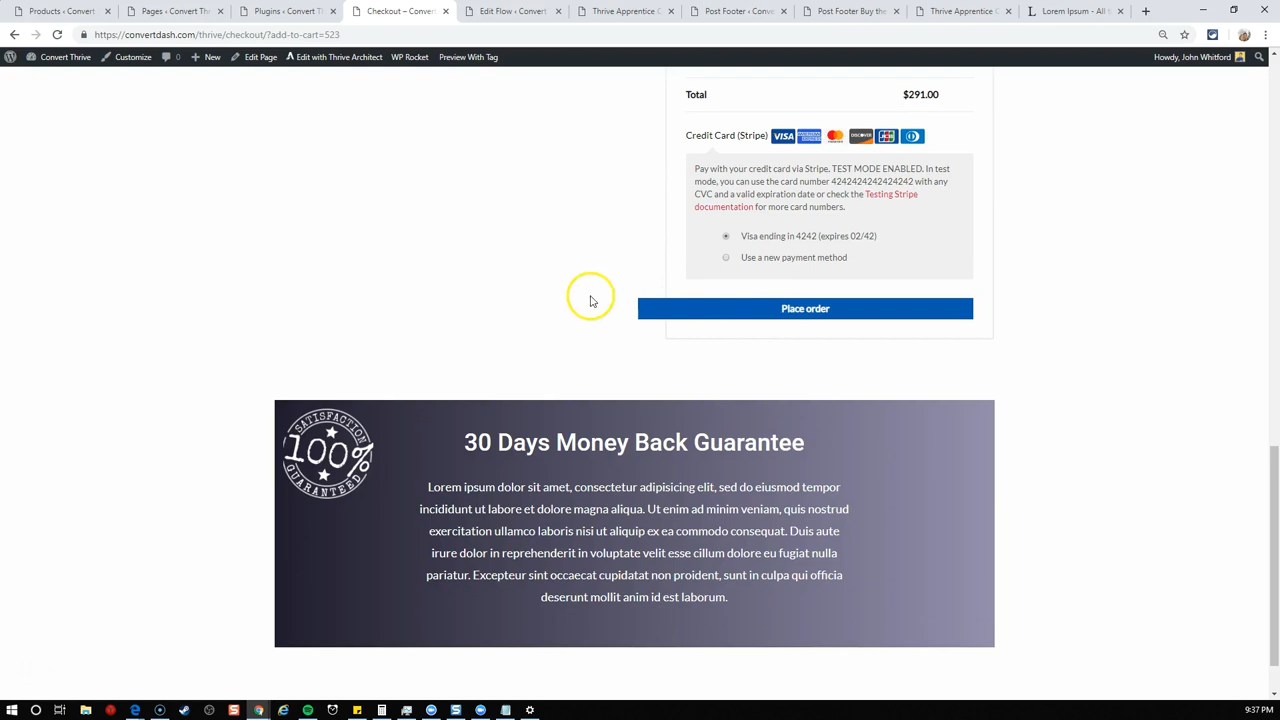 Products ‹ Convert
Pages ‹ Convert Thr
Plugins ‹ Convert Th
Checkout – Convert
Edit Flow ‹ Convert
Thrive Apprentice C
Post Footer ‹ Conve
Post Footer Buy the
Thrive Apprentice C
Lorem Ipsum - All t
https://convertdash.com/thrive/checkout/?add-to-cart=523
Convert Thrive
Customize
0
New
Edit Page
Edit with Thrive Architect
WP Rocket
Preview With Tag
Howdy, John Whitford
Total $291.00
Credit Card (Stripe) VISA
Pay with your credit card via Stripe. TEST MODE ENABLED. In test
mode, you can use the card number 4242424242424242 with any
CVC and a valid expiration date or check the Testing Stripe
documentation for more card numbers.
Visa ending in 4242 (expires 02/42)
Use a new payment method
Place order
SATISFACTION
100%
GUARANTEED
30 Days Money Back Guarantee
Lorem ipsum dolor sit amet, consectetur adipisicing elit, sed do eiusmod tempor
incididunt ut labore et dolore magna aliqua. Ut enim ad minim veniam, quis nostrud
exercitation ullamco laboris nisi ut aliquip ex ea commodo consequat. Duis aute
irure dolor in reprehenderit in voluptate velit esse cillum dolore eu fugiat nulla
pariatur. Excepteur sint occaecat cupidatat non proident, sunt in culpa qui officia
deserunt mollit anim id est laborum.
9:37 PM